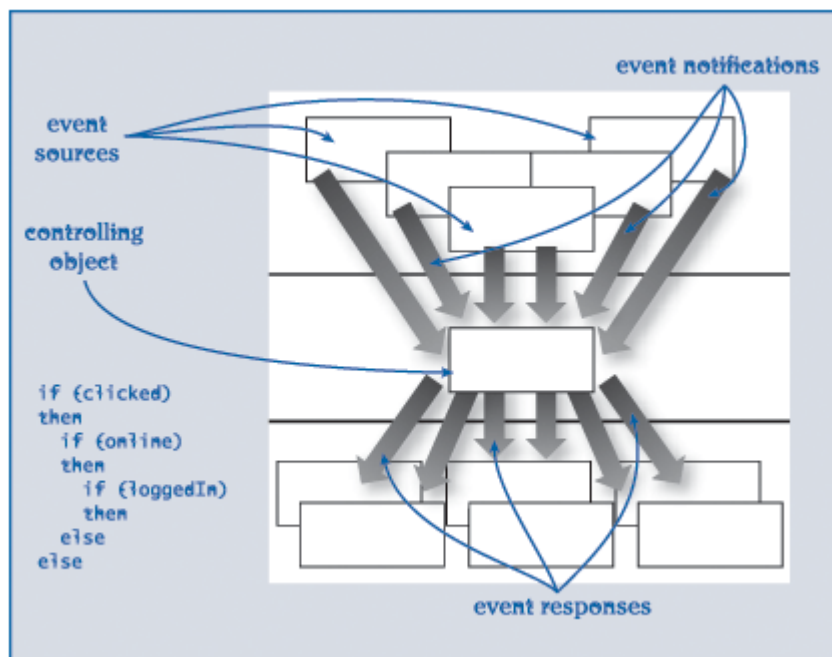 event notifications
event
sources
controlling
object
if (clicked)
then
  if (online)
  then
    if (loggedIn)
    then
  else
else
event responses